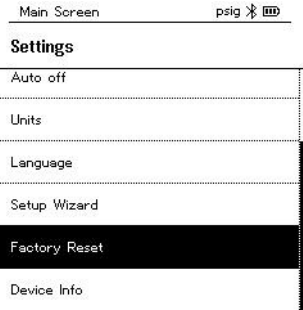 Main Screen psig
Settings
Auto off
Units
Language
Setup Wizard
Factory Reset
Device Info